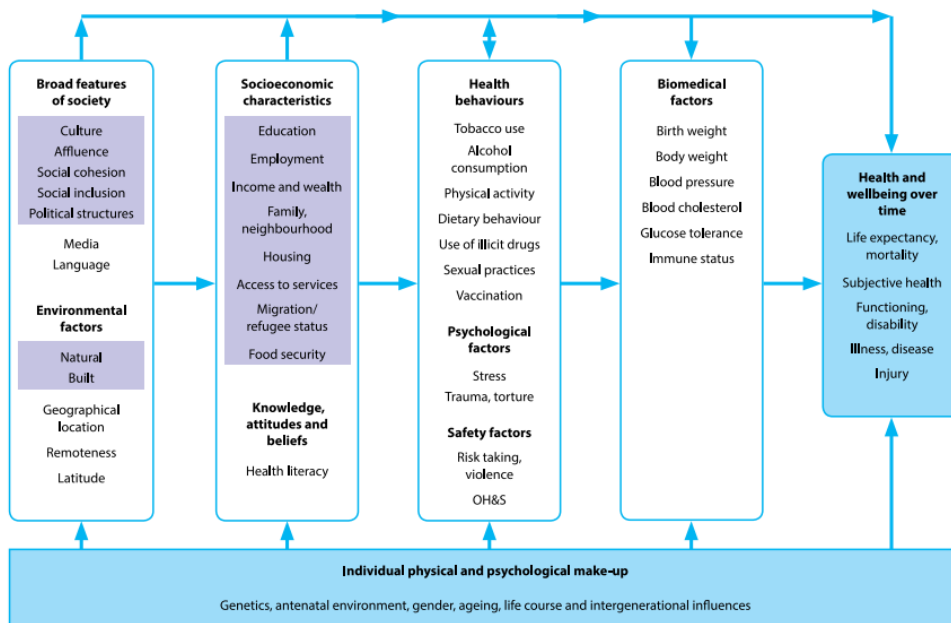 Broad features
of society
Culture
Affluence
Social cohesion
Social inclusion
Political structures
Media
Language
Environmental
factors
Natural
Built
Geographical
location
Remoteness
Latitude
Socioeconomic
characteristics
Education
Employment
Income and wealth
Family,
neighbourhood
Housing
Access to services
Migration/
refugee status
Food security
Knowledge,
attitudes and
beliefs
Health literacy
Health
behaviours
Tobacco use
Alcohol
consumption
Physical activity
Dietary behaviour
Use of illicit drugs
Sexual practices
Vaccination
Psychological
factors
Stress
Trauma, torture
Safety factors
Risk taking,
violence
OH&S
Biomedical
factors
Birth weight
Body weight
Blood pressure
Blood cholesterol
Glucose tolerance
Immune status
Health and
wellbeing over
time
Life expectancy,
mortality
Subjective health
Functioning,
disability
Illness, disease
Injury
Individual physical and psychological make-up
Genetics, antenatal environment, gender, ageing, life course and intergenerational influences